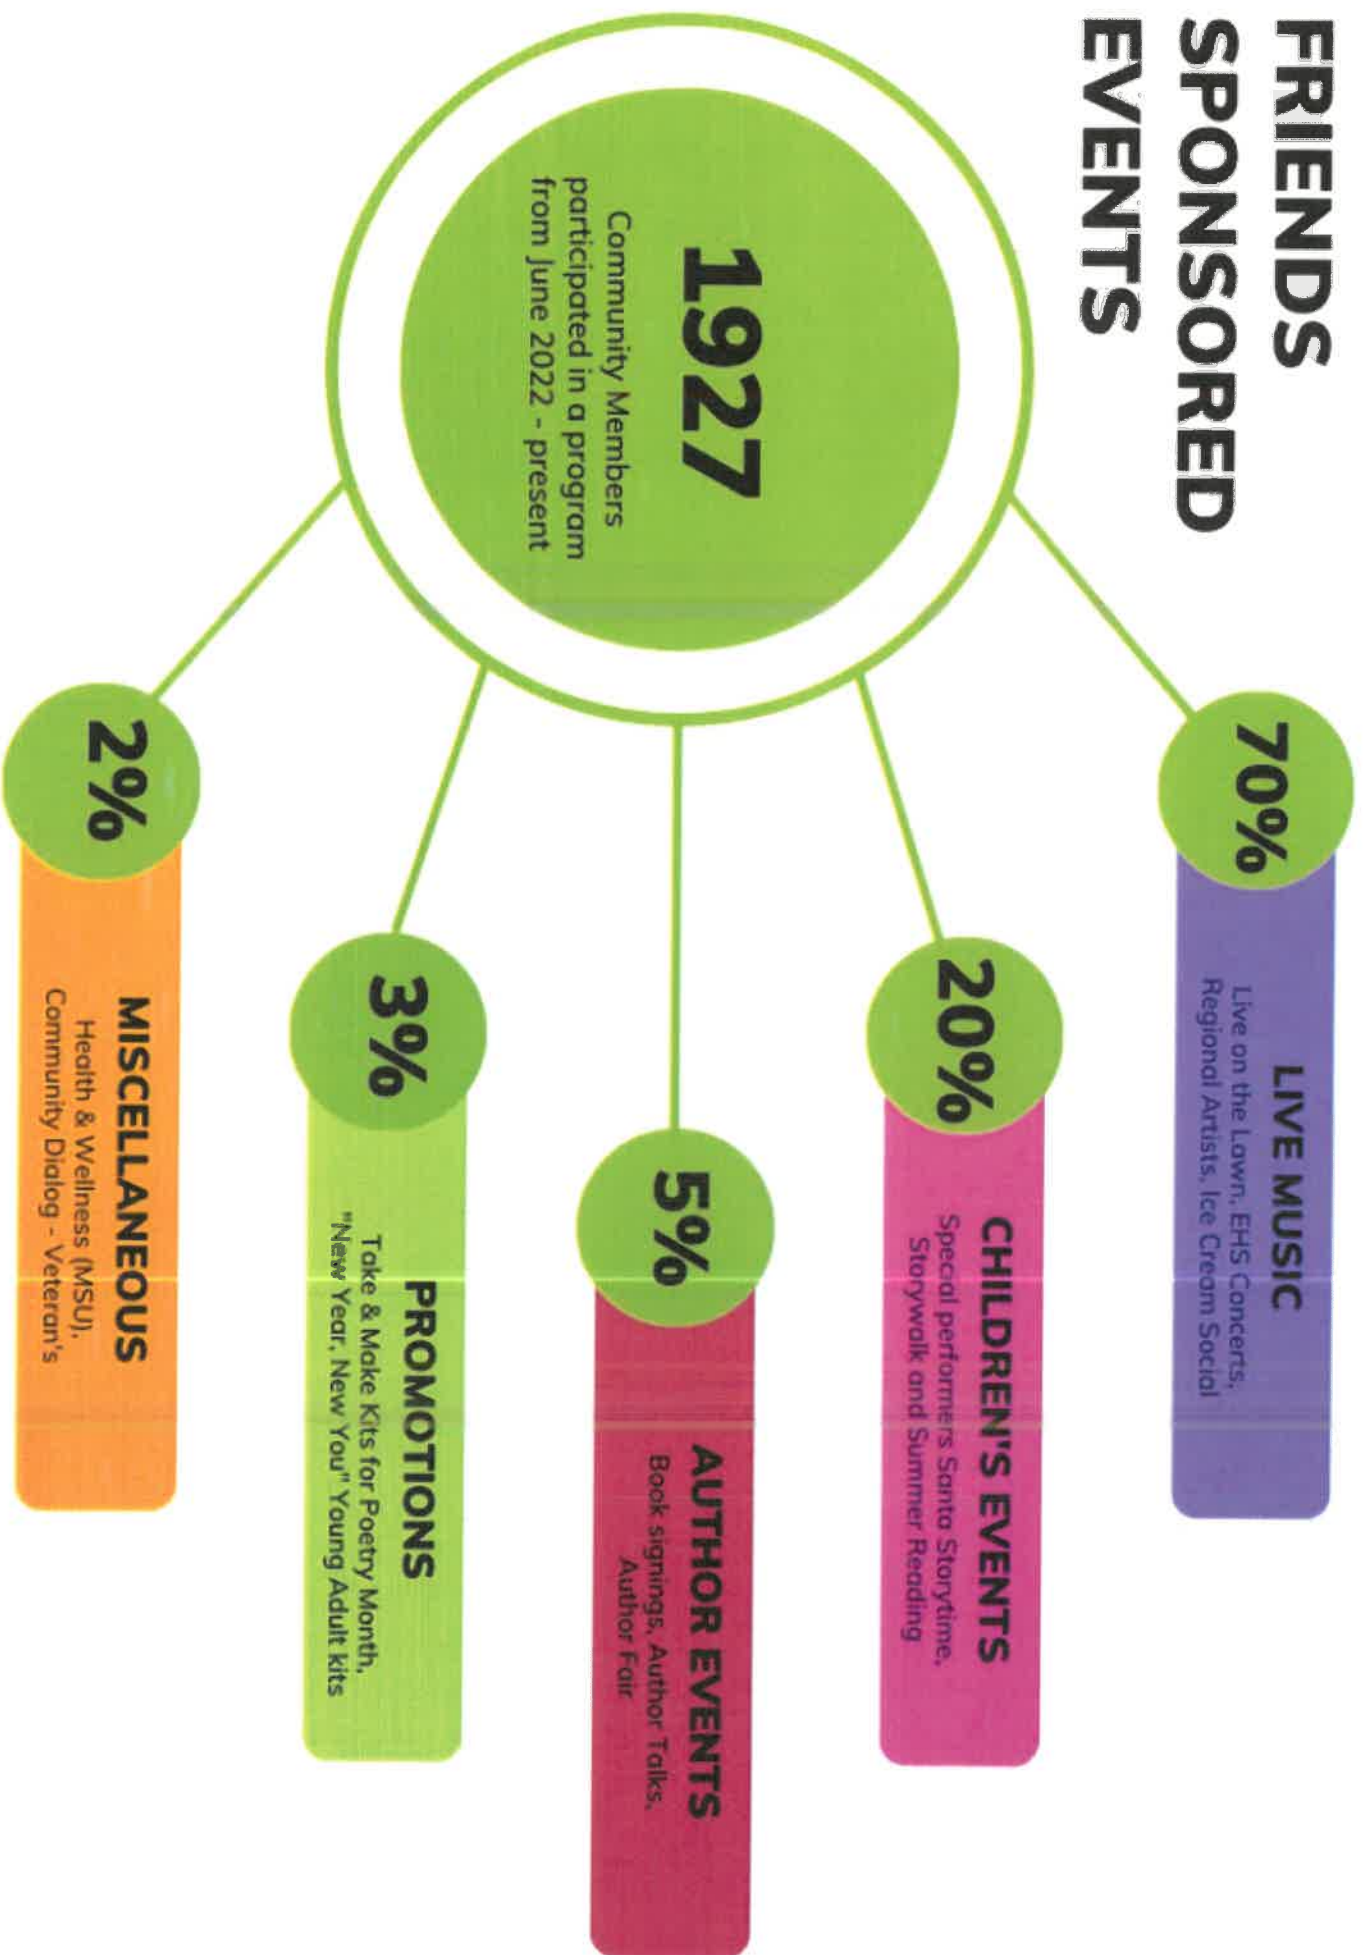 FRIENDS
SPONSORED
EVENTS
1927
Community Members
participated in a program
from June 2022 - present
70%
LIVE MUSIC
Live on the Lawn, EHS Concerts,
Regional Artists, Ice Cream Social
20%
CHILDREN'S EVENTS
Special performers Santa Storytime,
Storywalk and Summer Reading
5%
AUTHOR EVENTS
Book signings, Author Talks,
Author Fair
3%
PROMOTIONS
Take & Make Kits for Poetry Month,
"New Year, New You" Young Adult kits
2%
MISCELLANEOUS
Health & Wellness (MSU),
Community Dialog - Veteran's